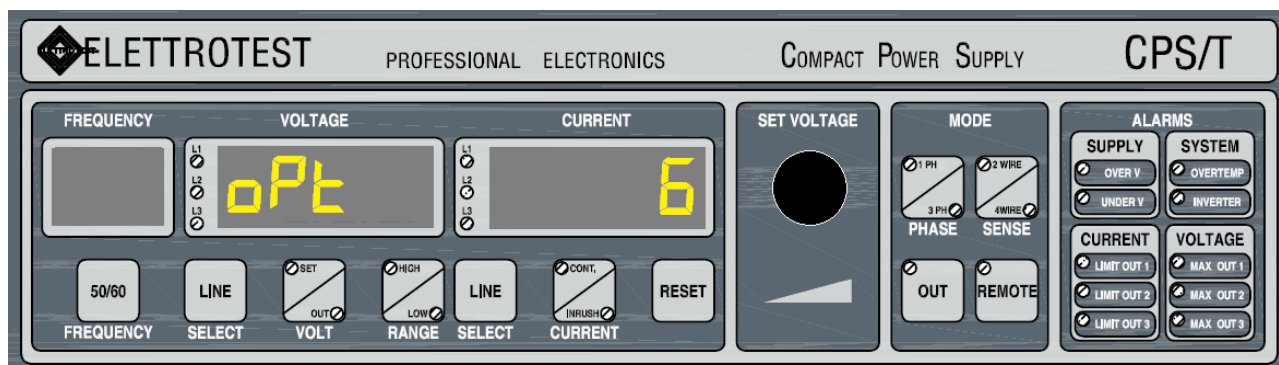 ELETTROTEST PROFESSIONAL ELECTRONICS COMPACT POWER SUPPLY CPS/T
FREQUENCY VOLTAGE CURRENT SET VOLTAGE MODE ALARMS
SUPPLY SYSTEM
L1 L1
L2 L2
L3 L3
oPt 6
1 PH 2 WIRE
3 PH 4WIRE
PHASE SENSE
OVER V OVERTEMP
UNDER V INVERTER
CURRENT VOLTAGE
LIMIT OUT 1 MAX OUT 1
LIMIT OUT 2 MAX OUT 2
LIMIT OUT 3 MAX OUT 3
50/60 LINE SET OUT HIGH LOW LINE CONT. INRUSH RESET OUT REMOTE
FREQUENCY SELECT VOLT RANGE SELECT CURRENT